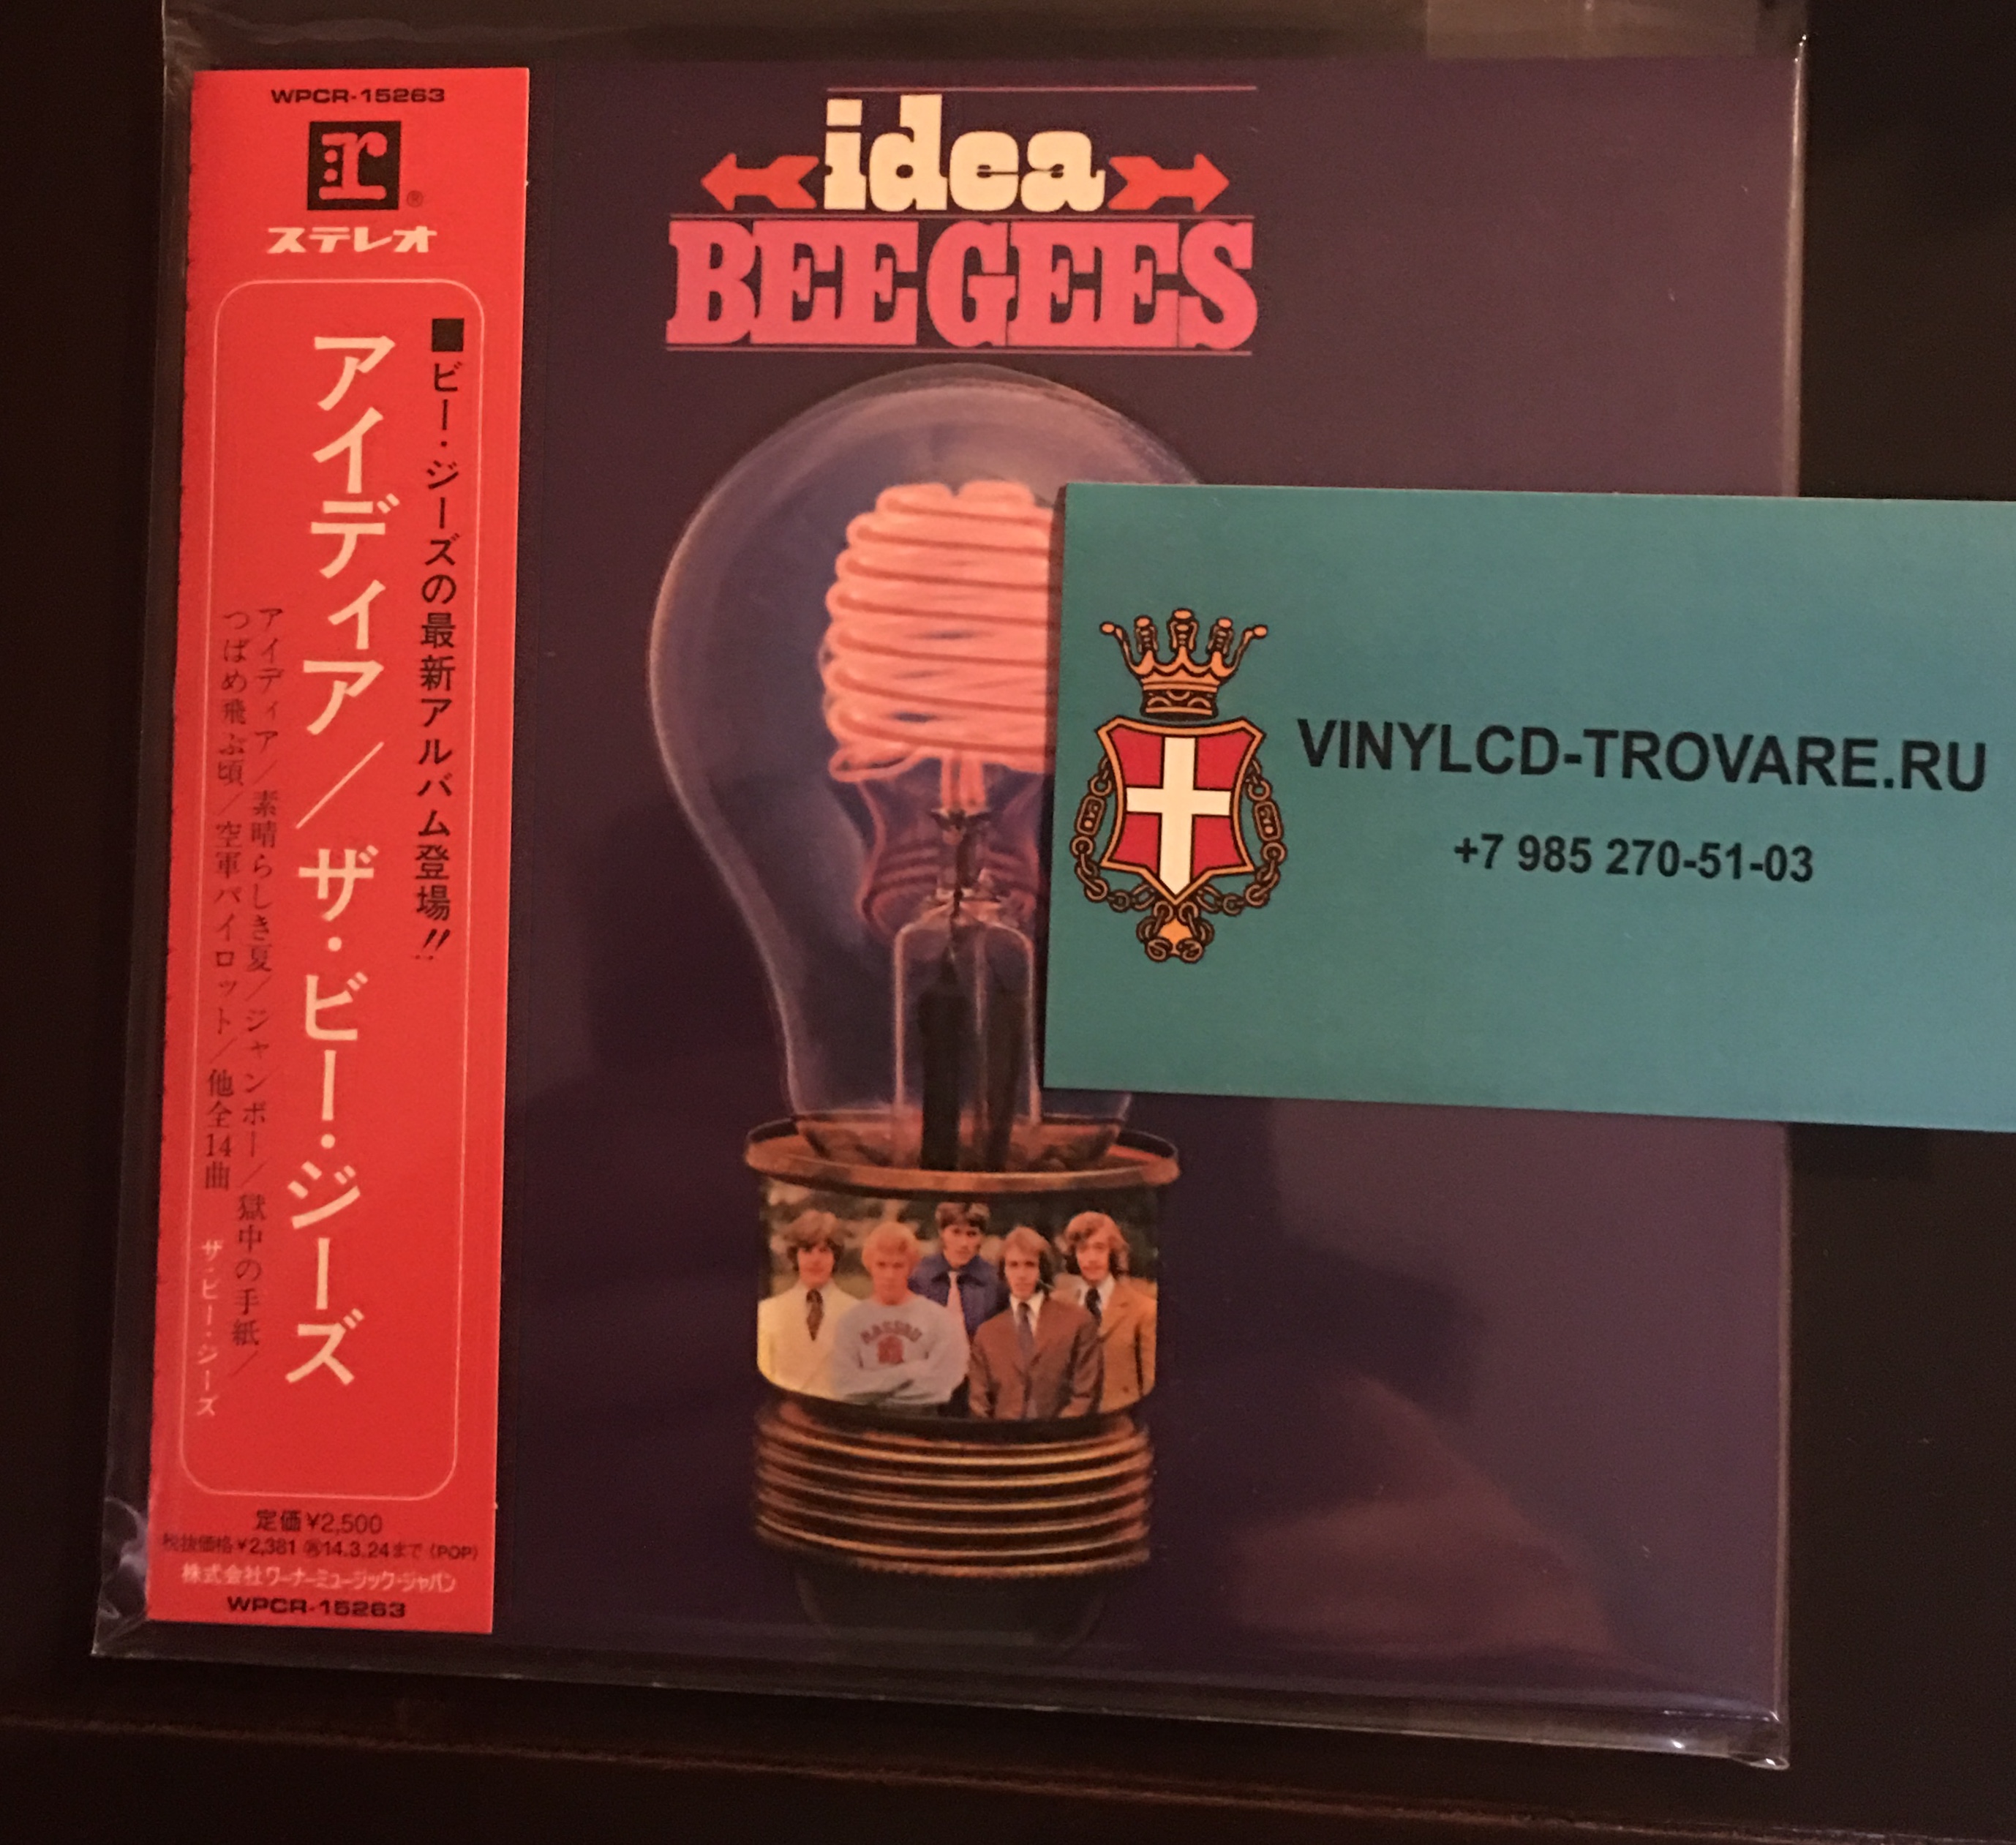 WPCR-15263
r
®
ステレオ
■ビー・ジーズの最新アルバム登場!!
アイディア/ザ・ビー・ジーズ
アイディア/素晴らしき夏/ジャンボー/獄中の手紙/
つばめ飛ぶ頃/空軍パイロット/他全14曲 ザ・ビー・ジーズ
定価¥2,500
税抜価格¥2,381 14.3.24まで (POP)
株式会社ワーナーミュージック・ジャパン
WPCR-15263
idea
BEE GEES
VINYLCD-TROVARE.RU
+7 985 270-51-03
NASSAU